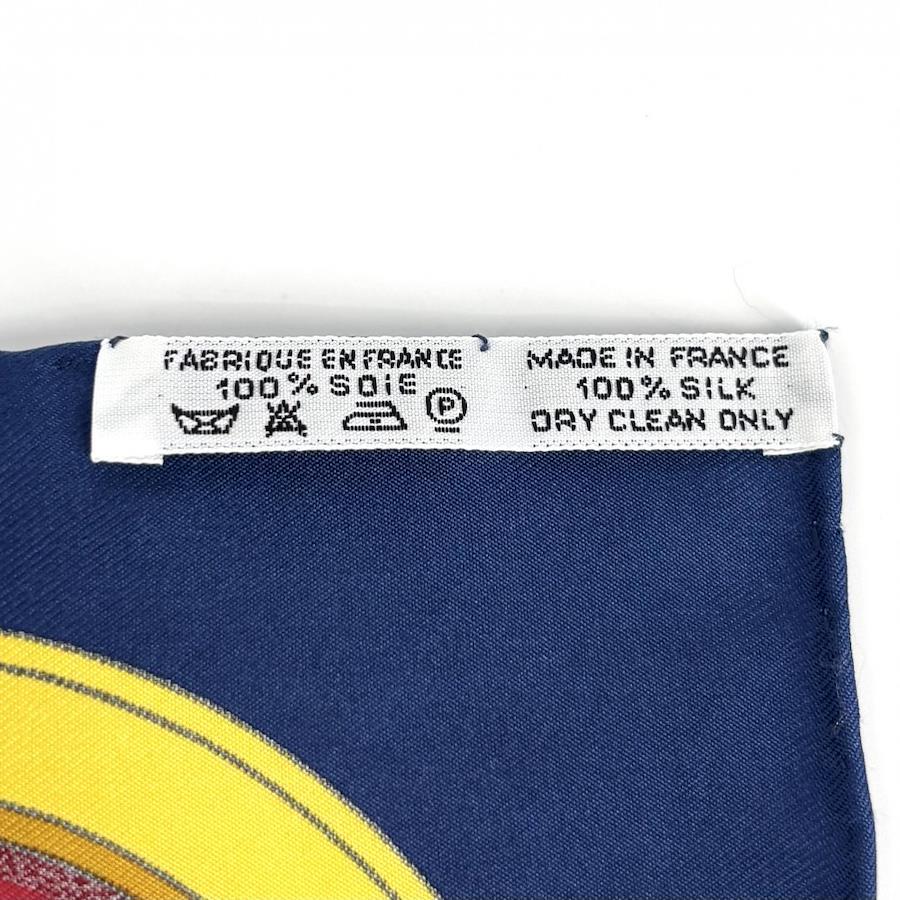 FABRIQUE EN FRANCE
100% SOIE
P
MADE IN FRANCE
100% SILK
DRY CLEAN ONLY